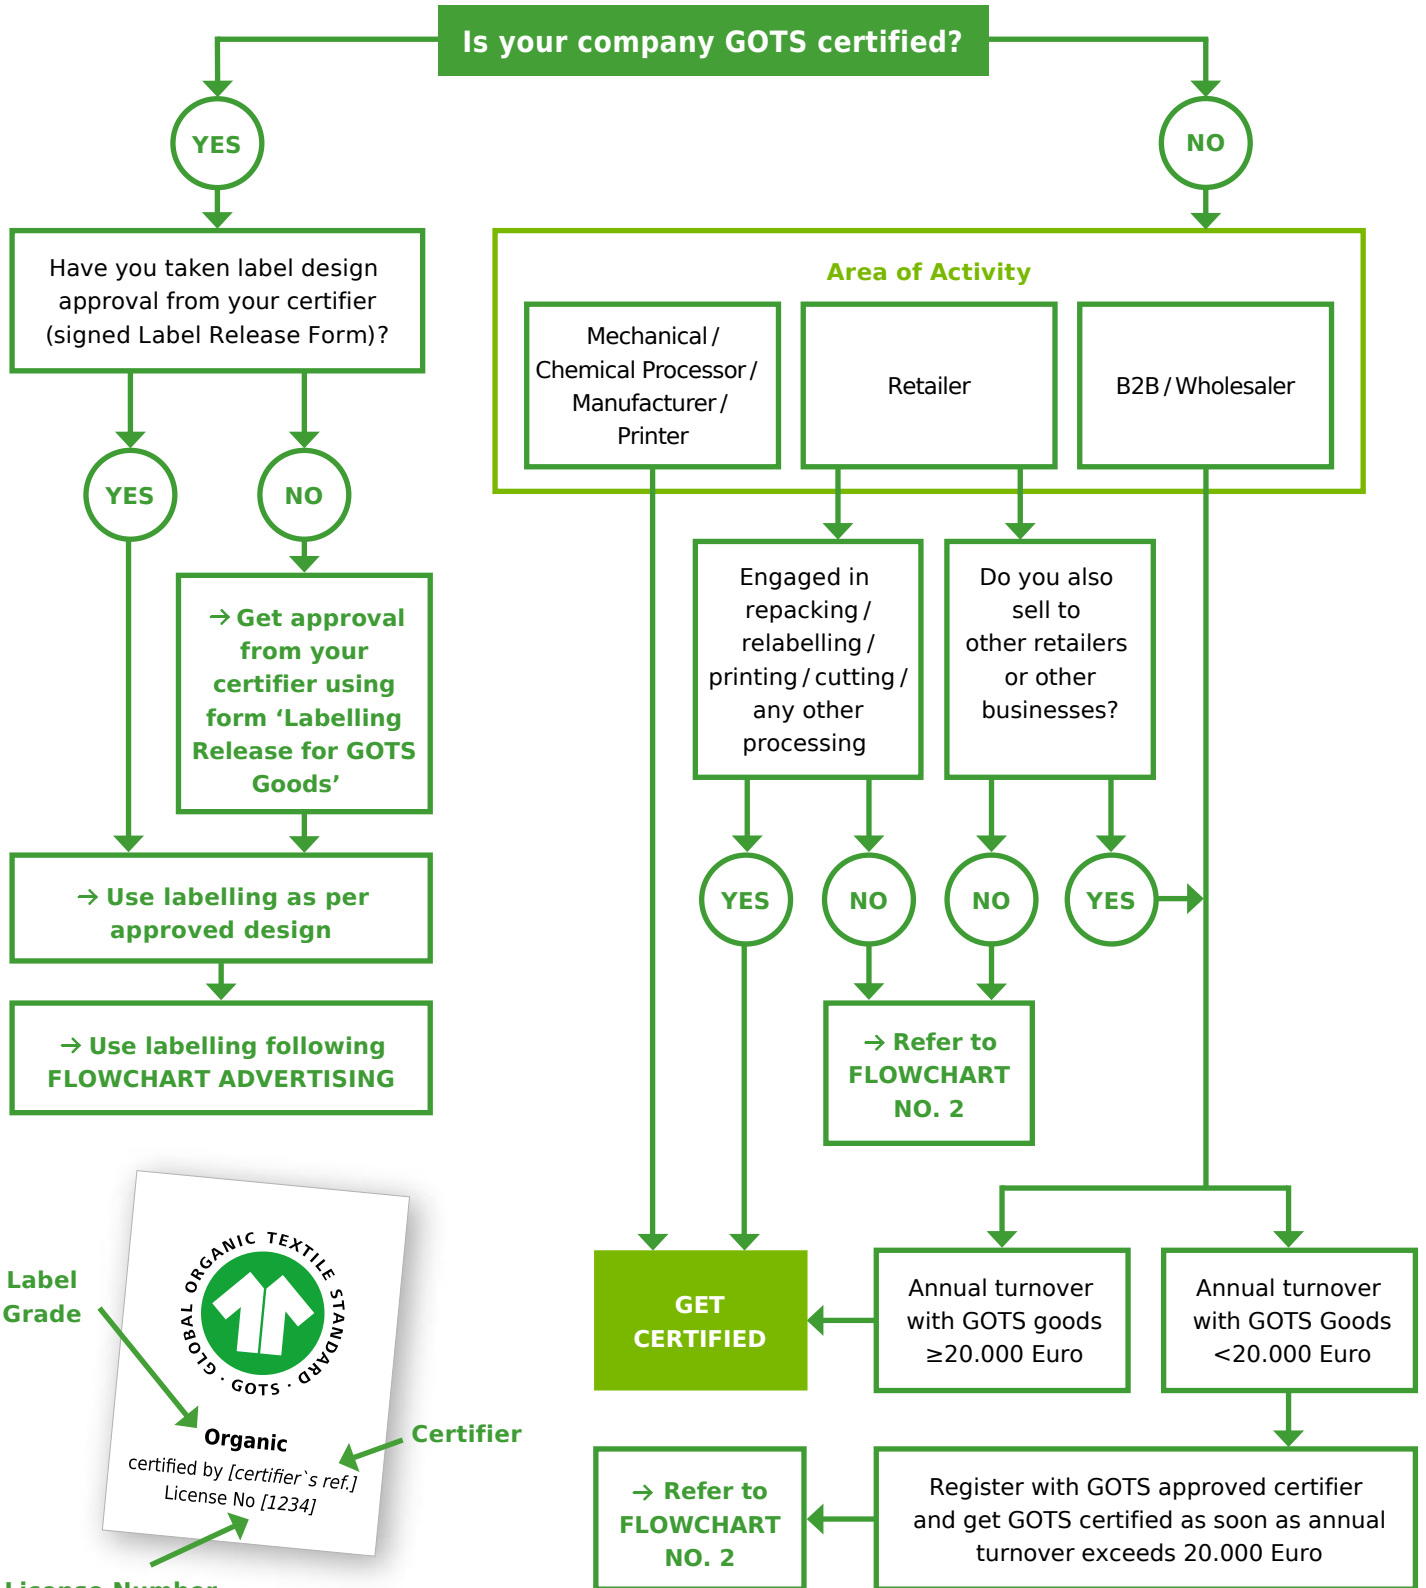 Is your company GOTS certified?
YES
NO
Have you taken label design
approval from your certifier
(signed Label Release Form)?
YES
NO
→ Get approval
from your
certifier using
form ‘Labelling
Release for GOTS
Goods’
→ Use labelling as per
approved design
→ Use labelling following
FLOWCHART ADVERTISING
Area of Activity
Mechanical /
Chemical Processor /
Manufacturer /
Printer
Retailer
B2B / Wholesaler
Engaged in
repacking /
relabelling /
printing / cutting /
any other
processing
Do you also
sell to
other retailers
or other
businesses?
YES
NO
NO
YES
→ Refer to
FLOWCHART
NO. 2
GET
CERTIFIED
Annual turnover
with GOTS goods
≥20.000 Euro
Annual turnover
with GOTS Goods
<20.000 Euro
→ Refer to
FLOWCHART
NO. 2
Register with GOTS approved certifier
and get GOTS certified as soon as annual
turnover exceeds 20.000 Euro
Label
Grade
GLOBAL ORGANIC TEXTILE STANDARD · GOTS ·
Organic
certified by [certifier`s ref.]
License No [1234]
Certifier
License Number